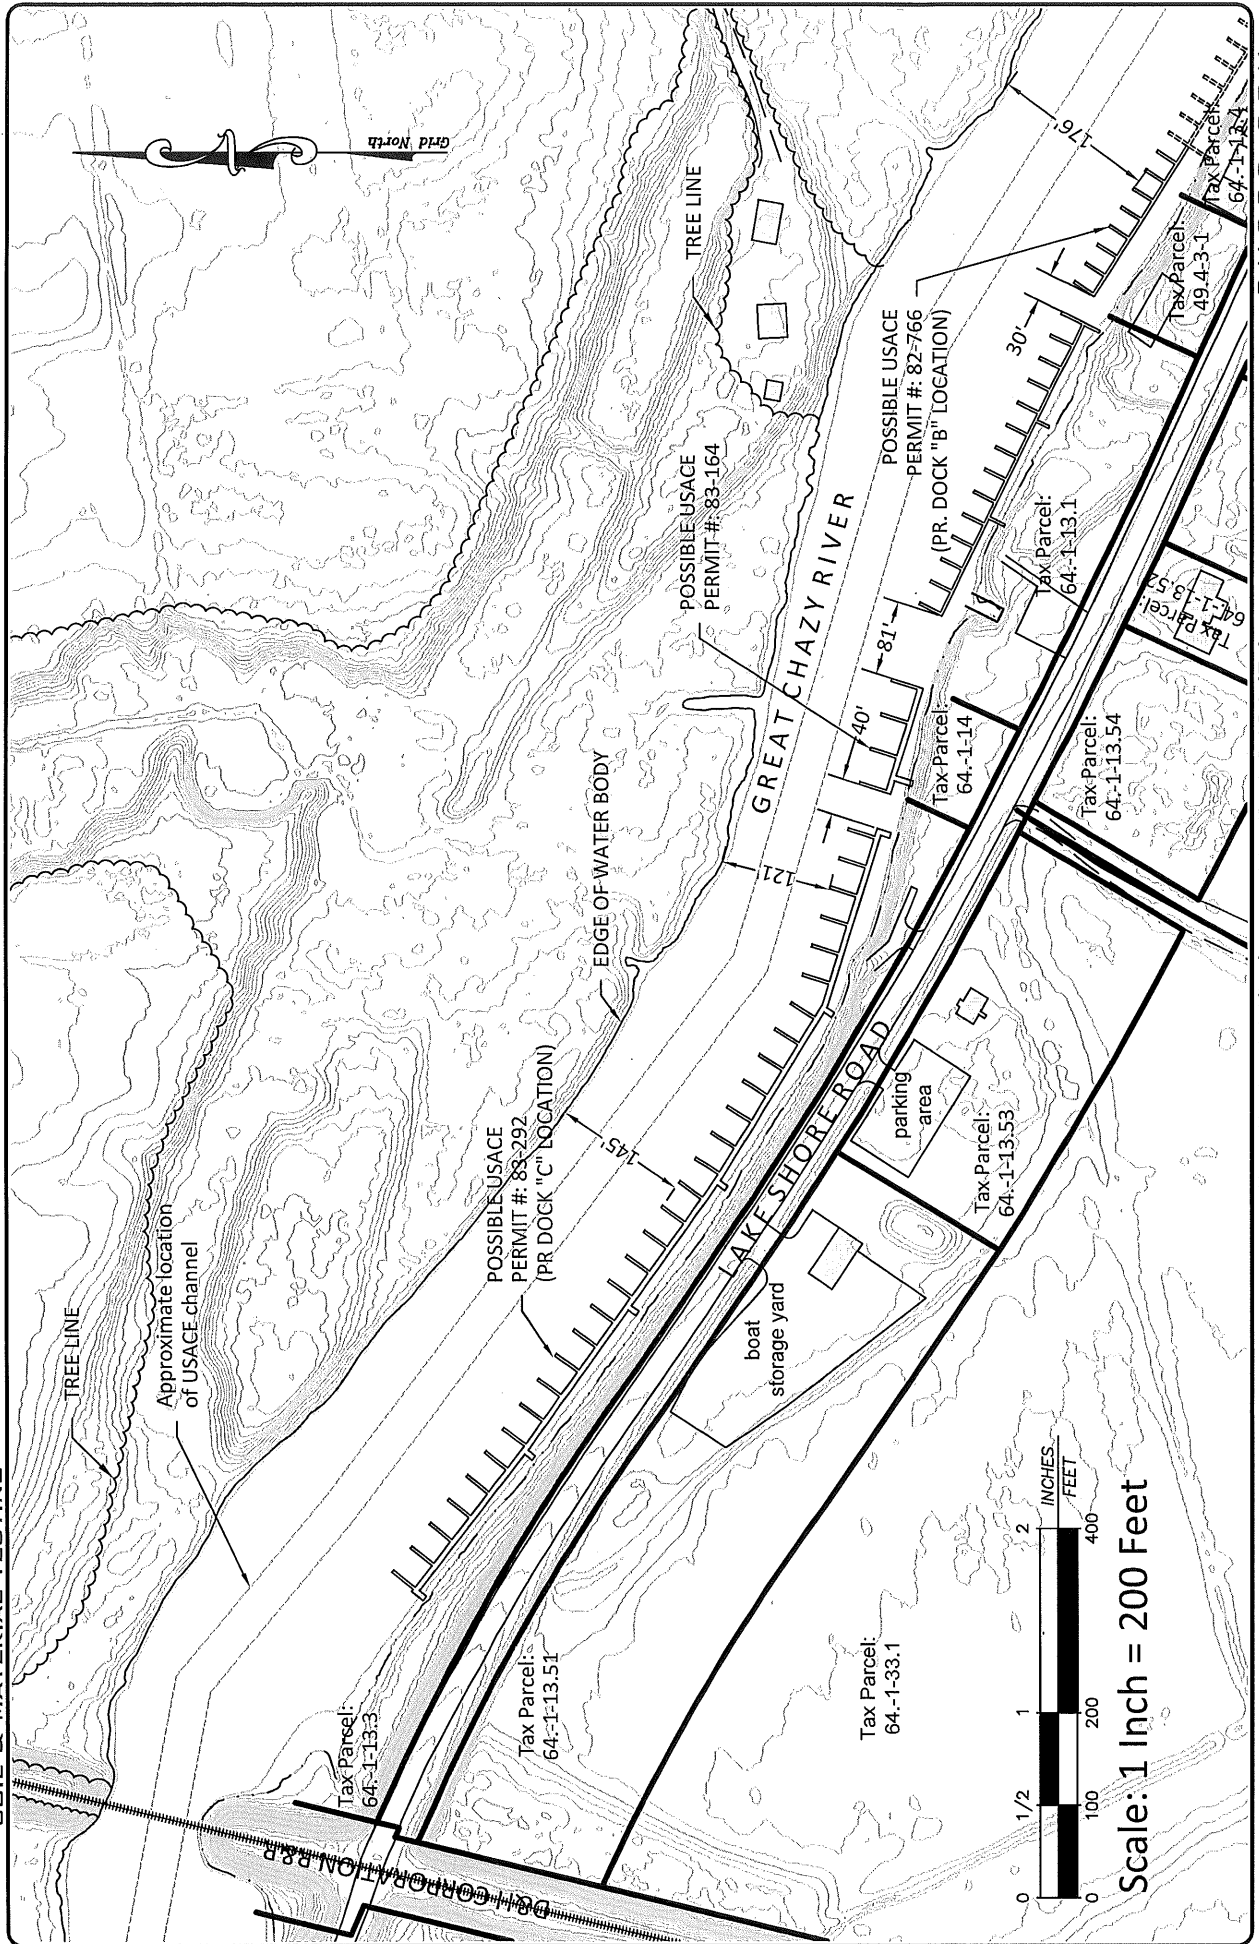 Grid North
TREE LINE
Approximate location
of USACE channel
TREE LINE
EDGE OF WATER BODY
POSSIBLE USACE
PERMIT #: 83-292
(PR DOCK "C" LOCATION)
POSSIBLE USACE
PERMIT #: 83-164
POSSIBLE USACE
PERMIT #: 82-766
(PR. DOCK "B" LOCATION)
GREAT CHAZY RIVER
145'
121'
40'
81'
30'
176'
LAKE SHORE ROAD
Tax Parcel:
64.-1-13.3
Tax Parcel:
64.-1-13.51
Tax Parcel:
64.-1-33.1
boat
storage yard
parking
area
Tax Parcel:
64.-1-13.53
Tax Parcel:
64.-1-14
Tax Parcel:
64.-1-13.54
Tax Parcel:
64.-1-13.1
Tax Parcel:
64.-1-13.52
Tax Parcel:
49.4-3-1
Tax Parcel:
64.-1-13.4
D&H CORPORATION R&R
0 1/2 1 2 INCHES
0 100 200 400 FEET
Scale: 1 Inch = 200 Feet